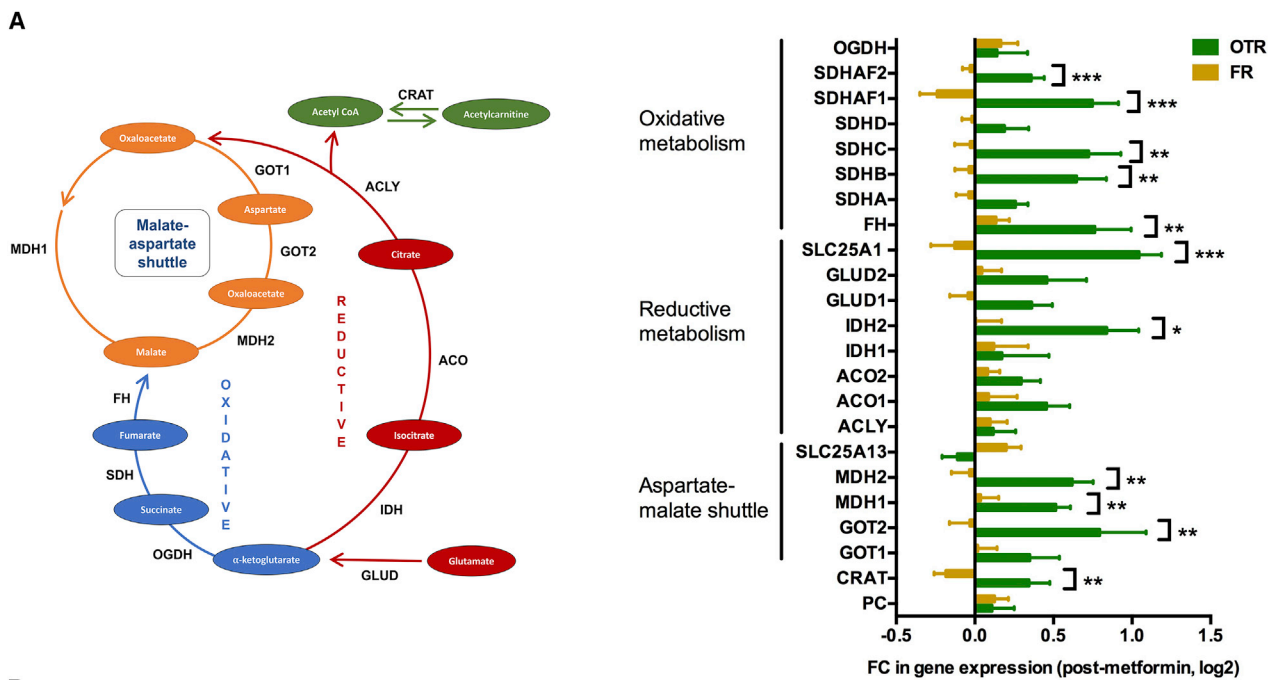 A
CRAT
Acetyl CoA
Acetylcarnitine
Oxaloacetate
GOT1
ACLY
Aspartate
Malate-
aspartate
shuttle
MDH1
GOT2
Citrate
Oxaloacetate
REDUCTIVE
MDH2
Malate
ACO
OXIDATIVE
FH
Fumarate
Isocitrate
SDH
Succinate
IDH
OGDH
α-ketoglutarate
Glutamate
GLUD
OTR
FR
Oxidative
metabolism
OGDH
SDHAF2 ***
SDHAF1 ***
SDHD
SDHC **
SDHB **
SDHA
FH **
Reductive
metabolism
SLC25A1 ***
GLUD2
GLUD1
IDH2 *
IDH1
ACO2
ACO1
ACLY
Aspartate-
malate shuttle
SLC25A13
MDH2 **
MDH1 **
GOT2 **
GOT1
CRAT **
PC
-0.5 0.0 0.5 1.0 1.5
FC in gene expression (post-metformin, log2)